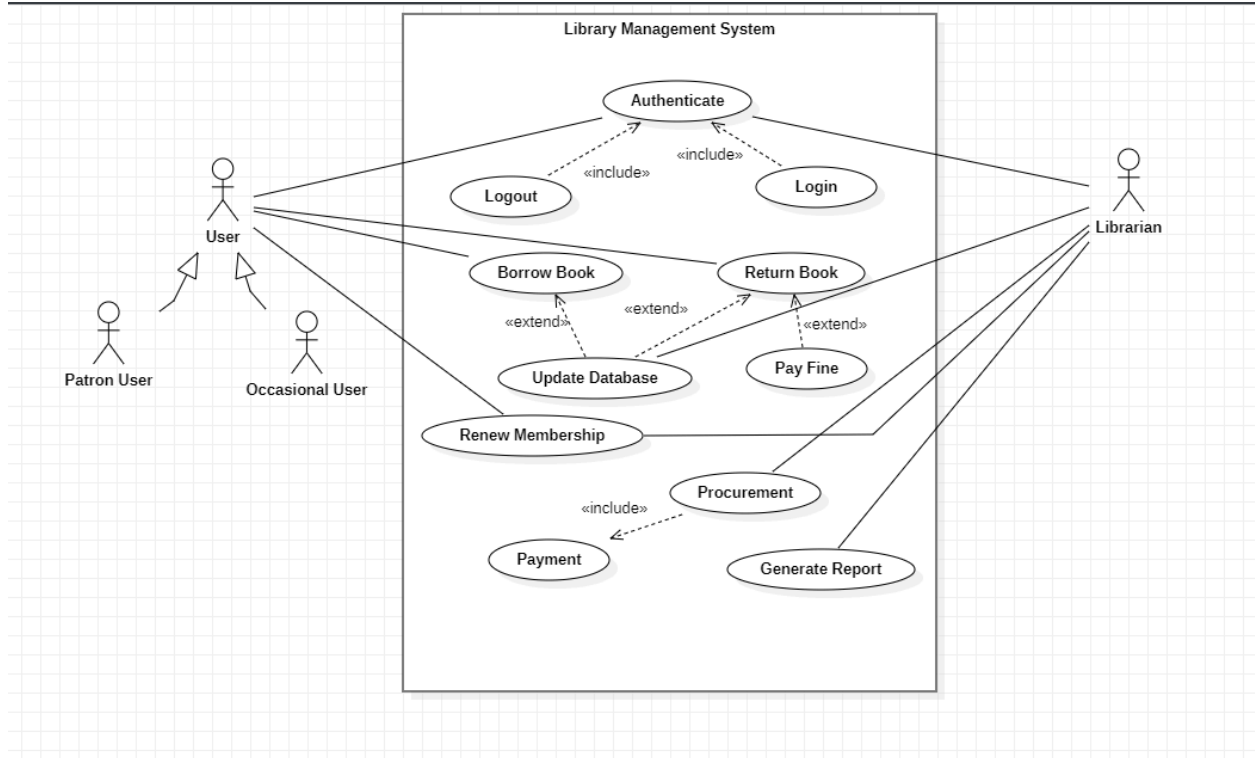 Library Management System
Authenticate
«include»
«include»
Logout
Login
User
Librarian
Borrow Book
Return Book
«extend»
«extend»
«extend»
Patron User
Occasional User
Update Database
Pay Fine
Renew Membership
Procurement
«include»
Payment
Generate Report